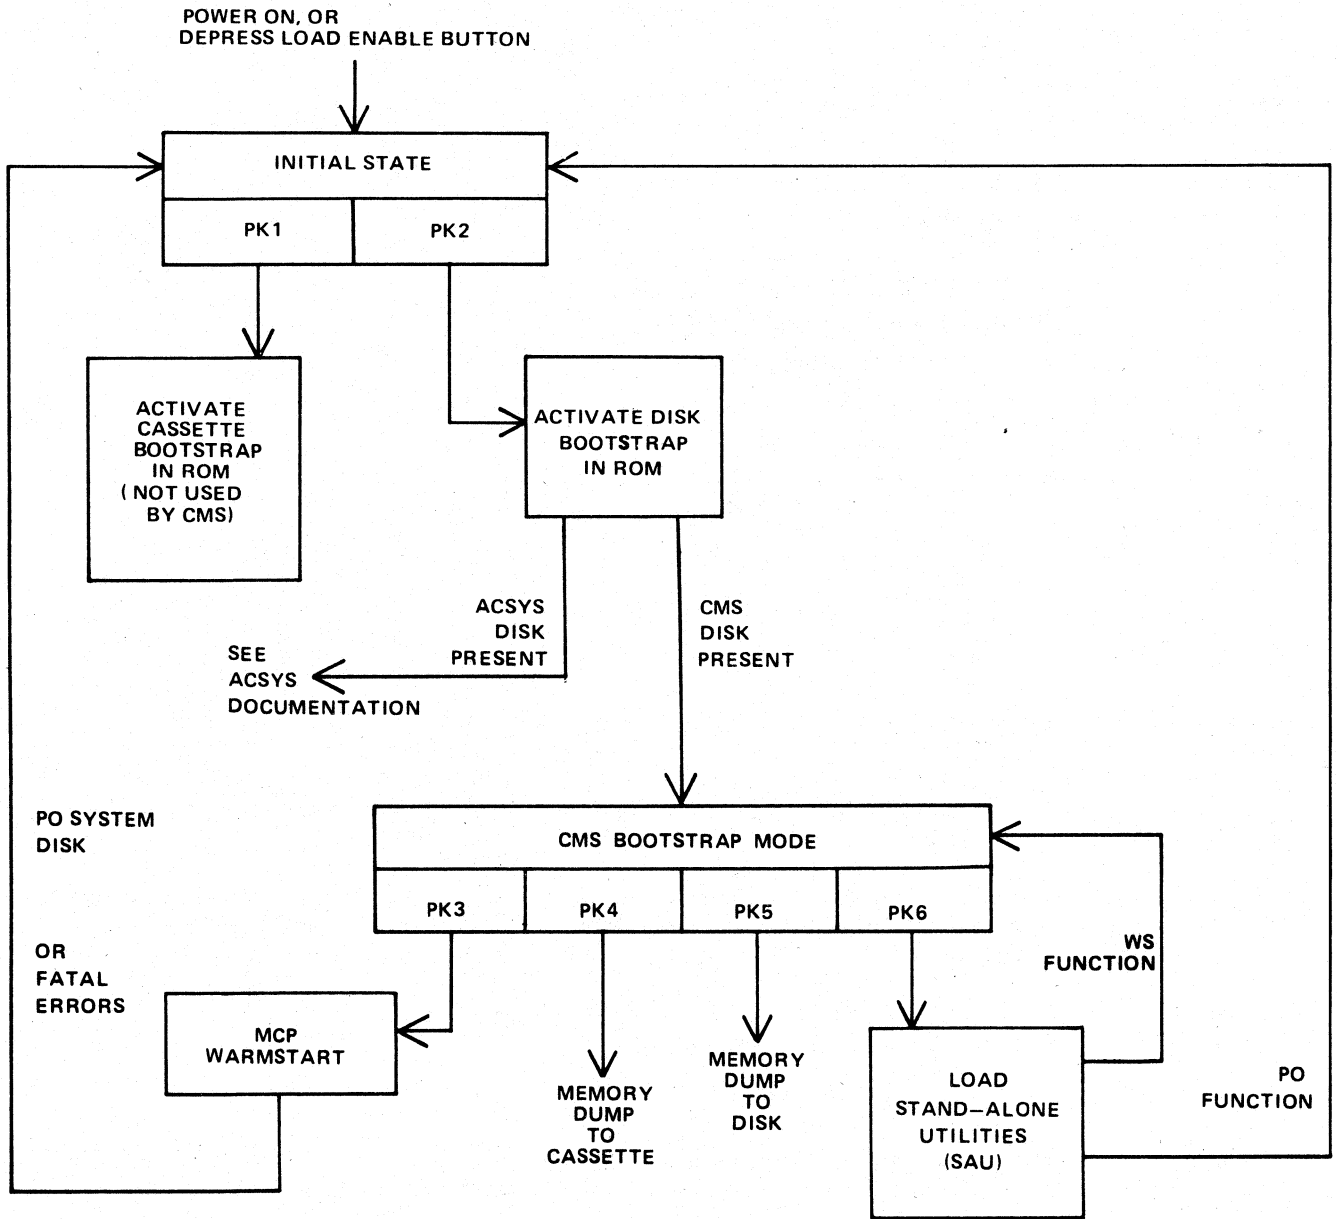 POWER ON, OR
DEPRESS LOAD ENABLE BUTTON
INITIAL STATE
PK1
PK2
ACTIVATE
CASSETTE
BOOTSTRAP
IN ROM
(NOT USED
BY CMS)
ACTIVATE DISK
BOOTSTRAP
IN ROM
ACSYS
DISK
PRESENT
CMS
DISK
PRESENT
SEE
ACSYS
DOCUMENTATION
PO SYSTEM
DISK
CMS BOOTSTRAP MODE
PK3
PK4
PK5
PK6
OR
FATAL
ERRORS
WS
FUNCTION
MCP
WARMSTART
MEMORY
DUMP
TO
CASSETTE
MEMORY
DUMP
TO
DISK
LOAD
STAND–ALONE
UTILITIES
(SAU)
PO
FUNCTION